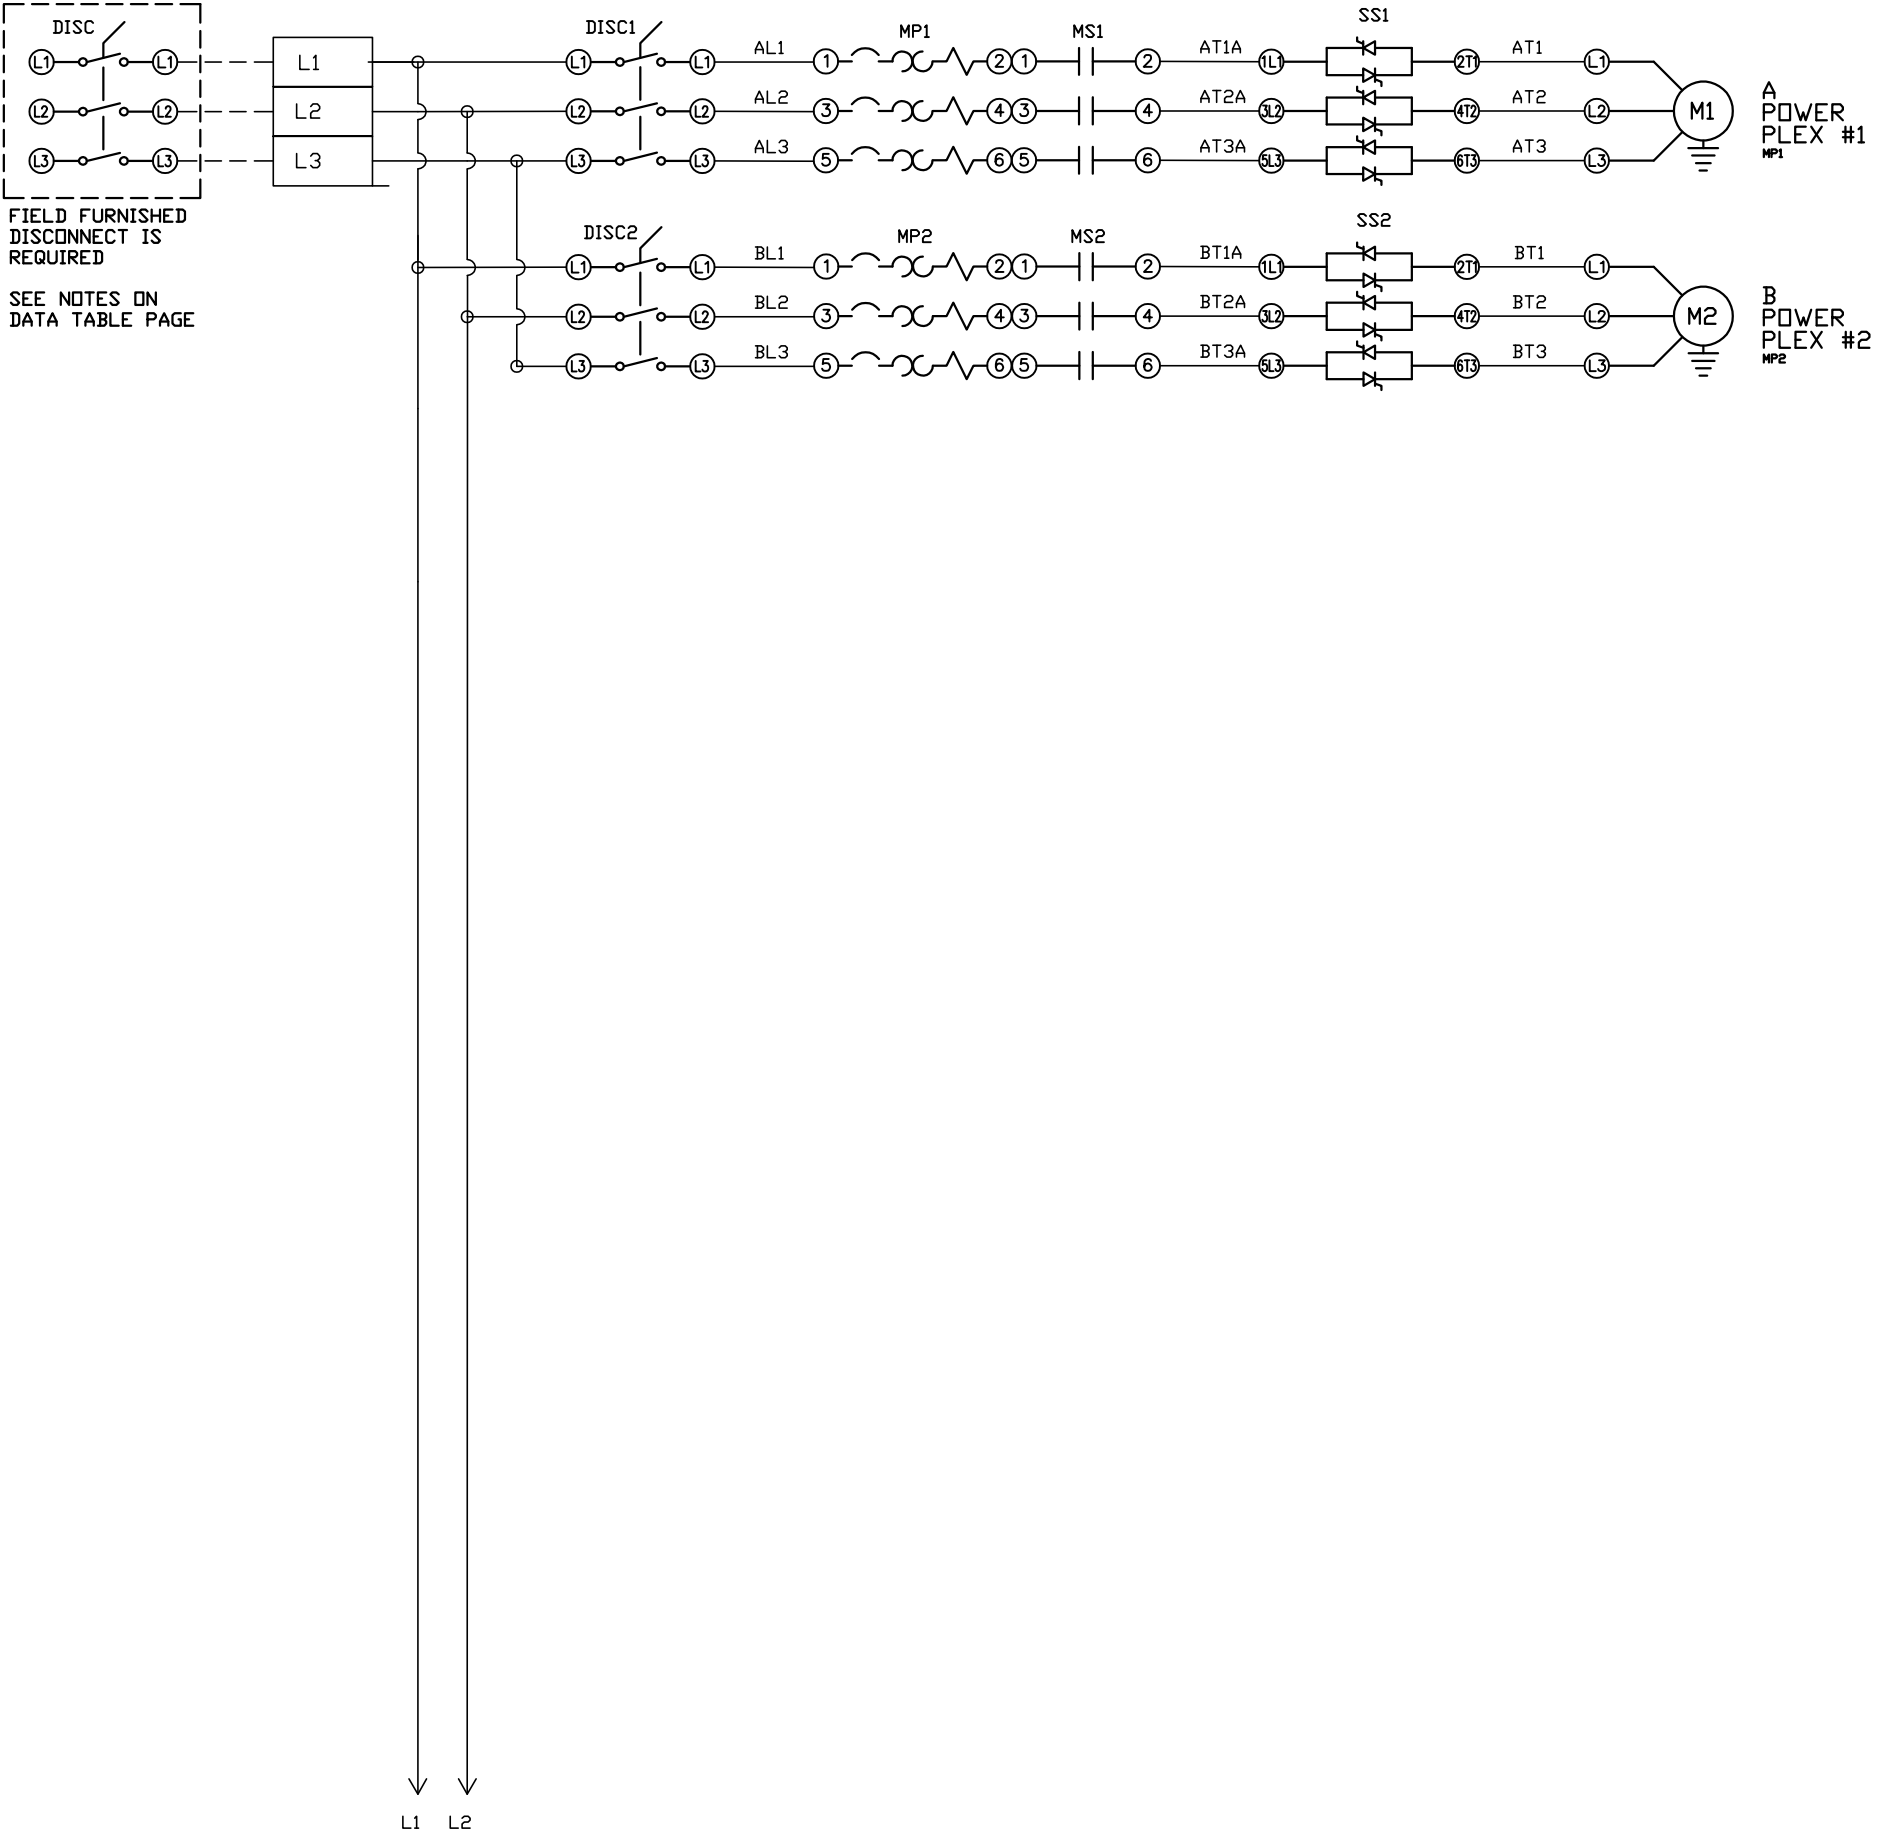 DISC DISC1 MP1 MS1 SS1
L1 L1 L1 L1 L1 AL1 1 2 1 2 AT1A 1L1 2T1 AT1 L1
L2 L2 L2 L2 L2 AL2 3 4 3 4 AT2A 3L2 4T2 AT2 L2 M1
L3 L3 L3 L3 L3 AL3 5 6 5 6 AT3A 5L3 6T3 AT3 L3
A
POWER
PLEX #1
MP1
FIELD FURNISHED
DISCONNECT IS
REQUIRED
SEE NOTES ON
DATA TABLE PAGE
DISC2 MP2 MS2 SS2
L1 L1 BL1 1 2 1 2 BT1A 1L1 2T1 BT1 L1
L2 L2 BL2 3 4 3 4 BT2A 3L2 4T2 BT2 L2 M2
L3 L3 BL3 5 6 5 6 BT3A 5L3 6T3 BT3 L3
B
POWER
PLEX #2
MP2
L1 L2